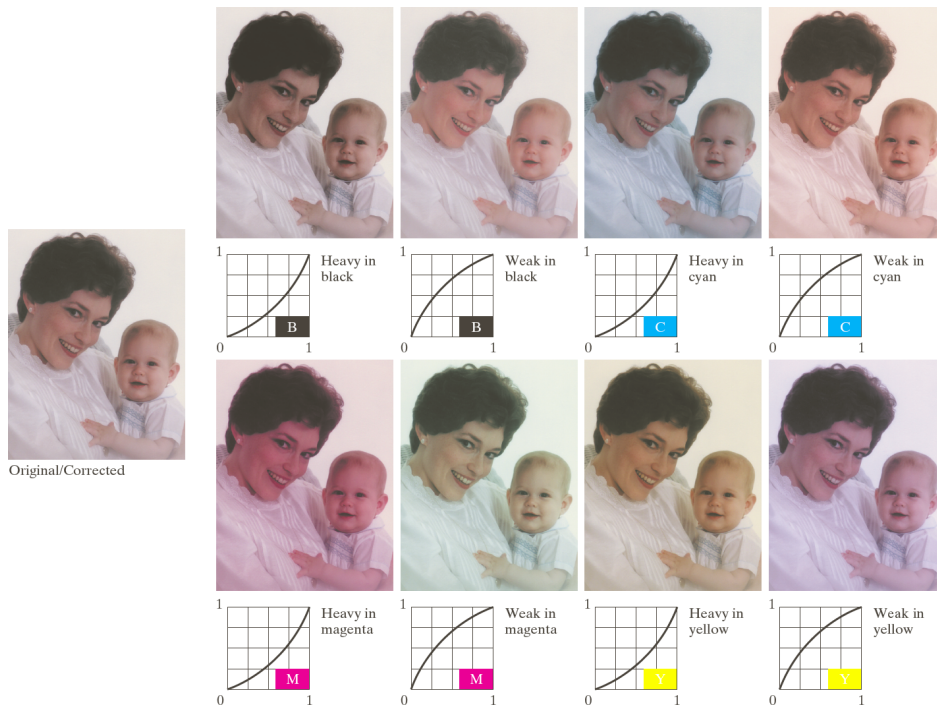 1
Heavy in
black
B
0
1
1
Weak in
black
B
0
1
1
Heavy in
cyan
C
0
1
1
Weak in
cyan
C
0
1
Original/Corrected
1
Heavy in
magenta
M
0
1
1
Weak in
magenta
M
0
1
1
Heavy in
yellow
Y
0
1
1
Weak in
yellow
Y
0
1